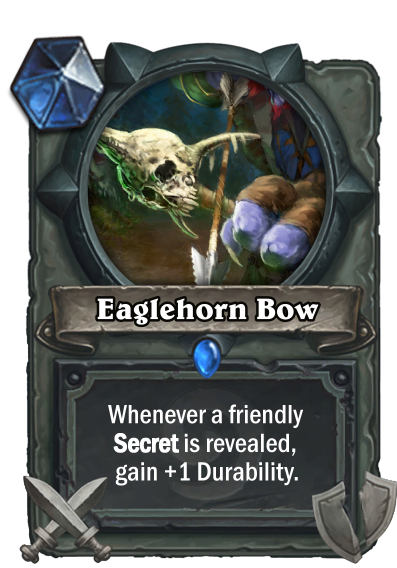 Eaglehorn Bow
Whenever a friendly
Secret is revealed,
gain +1 Durability.